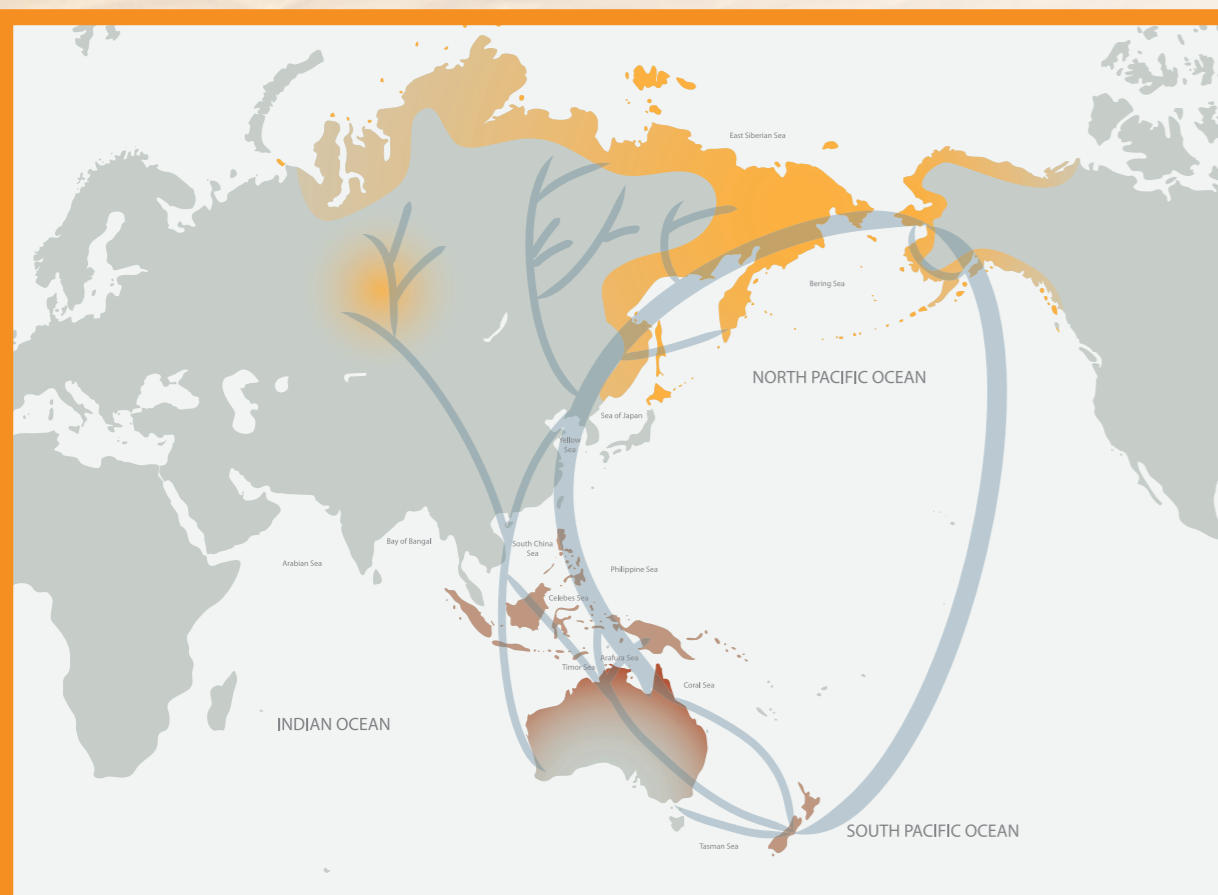 East Siberian Sea
Bering Sea
NORTH PACIFIC OCEAN
Sea of Japan
Yellow
Sea
Bay of Bangal
South China
Sea
Arabian Sea
Philippine Sea
Celebes Sea
Arafura Sea
Timor Sea
Coral Sea
INDIAN OCEAN
SOUTH PACIFIC OCEAN
Tasman Sea